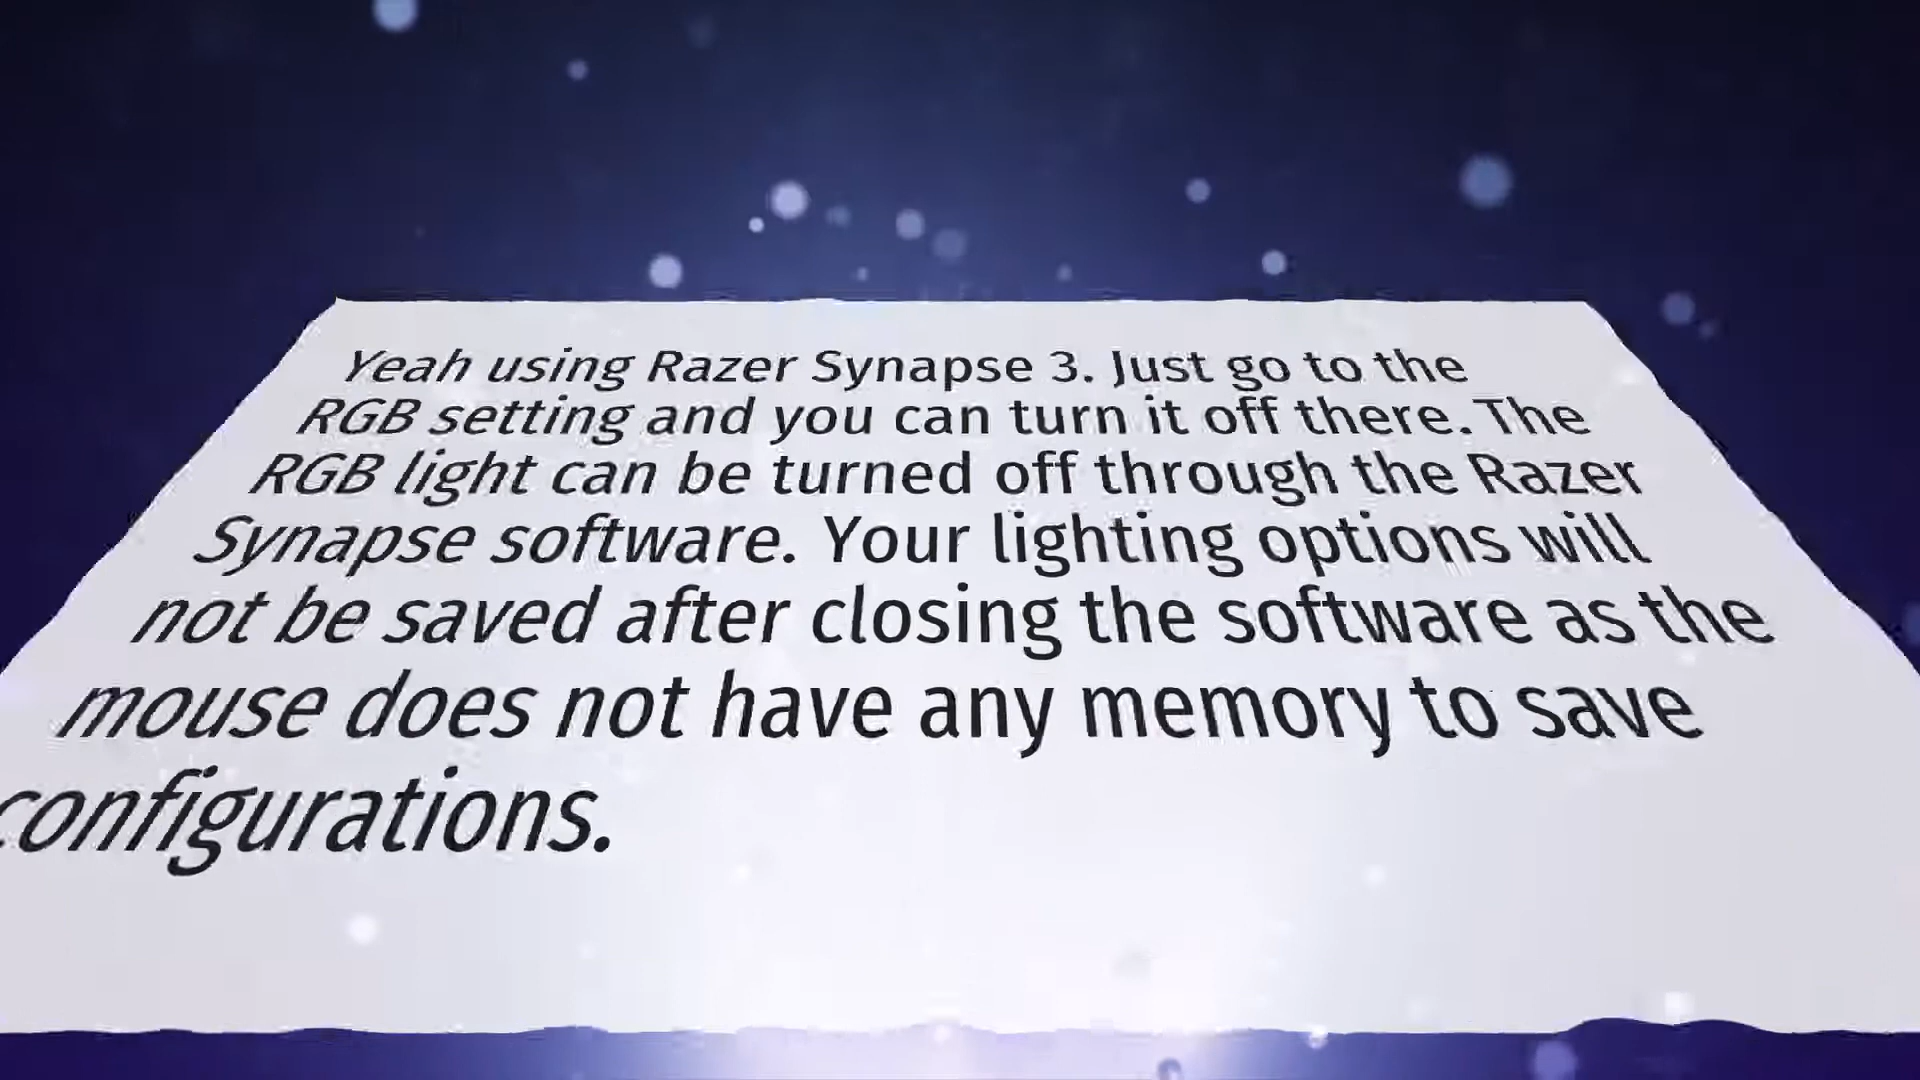 Yeah using Razer Synapse 3. Just go to the
RGB setting and you can turn it off there. The
RGB light can be turned off through the Razer
Synapse software. Your lighting options will
not be saved after closing the software as the
mouse does not have any memory to save
configurations.